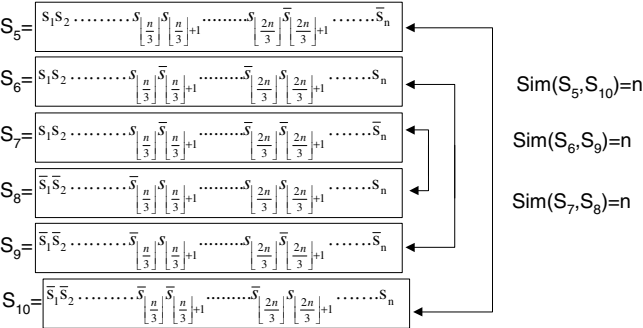 S₅= s₁s₂ ……… s⌊n/3⌋ s⌊n/3⌋+1 ……… s⌊2n/3⌋ s̅⌊2n/3⌋+1 ……. s̅ₙ
S₆= s₁s₂ ……… s⌊n/3⌋ s̅⌊n/3⌋+1 ……… s̅⌊2n/3⌋ s⌊2n/3⌋+1 ……. sₙ
Sim(S₅,S₁₀)=n
S₇= s₁s₂ ……… s⌊n/3⌋ s̅⌊n/3⌋+1 ……… s̅⌊2n/3⌋ s̅⌊2n/3⌋+1 ……. s̅ₙ
Sim(S₆,S₉)=n
S₈= s̅₁s̅₂ ……… s̅⌊n/3⌋ s⌊n/3⌋+1 ……… s⌊2n/3⌋ s⌊2n/3⌋+1 ……. sₙ
Sim(S₇,S₈)=n
S₉= s̅₁s̅₂ ……… s̅⌊n/3⌋ s⌊n/3⌋+1 ……… s⌊2n/3⌋ s̅⌊2n/3⌋+1 ……. s̅ₙ
S₁₀= s̅₁s̅₂ ……… s̅⌊n/3⌋ s̅⌊n/3⌋+1 ……… s̅⌊2n/3⌋ s⌊2n/3⌋+1 ……. sₙ